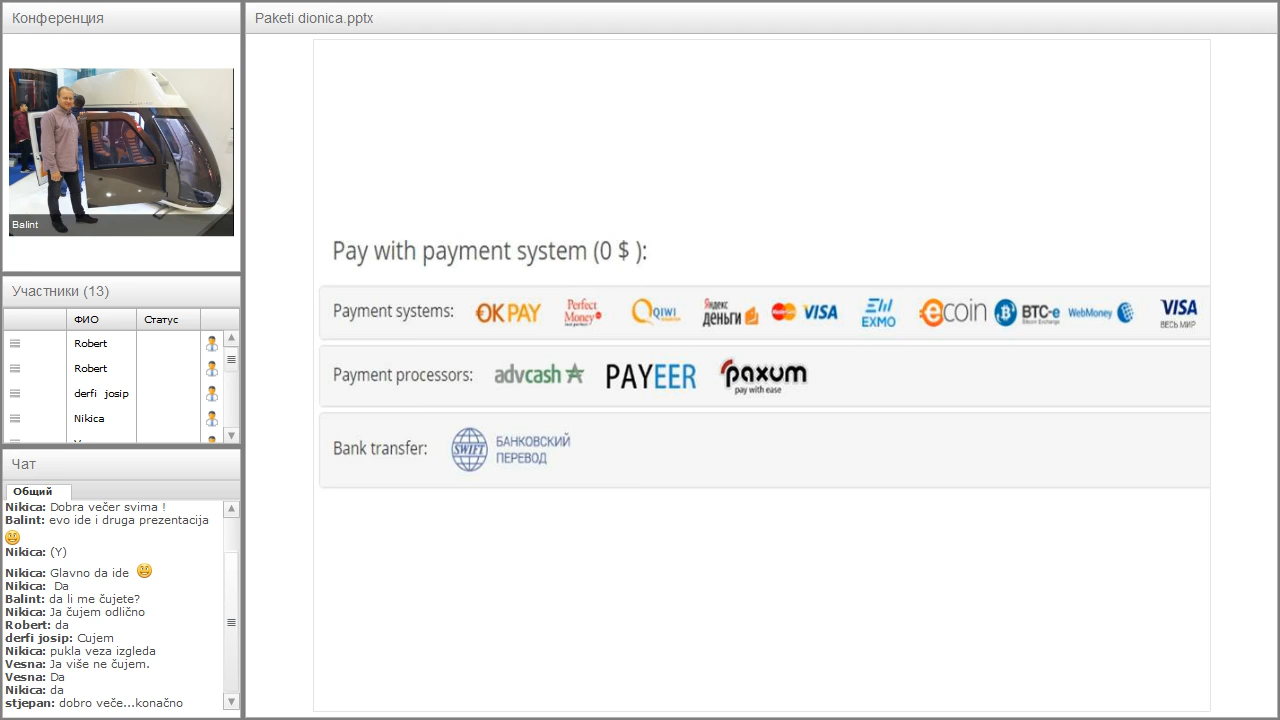 Конференция
Balint
Участники (13)
ФИО Статус
Robert
Robert
derfi josip
Nikica
Чат
Общий
Nikica: Dobra večer svima !
Balint: evo ide i druga prezentacija
Nikica: (Y)
Nikica: Glavno da ide
Nikica: Da
Balint: da li me čujete?
Nikica: Ja čujem odlično
Robert: da
derfi josip: Cujem
Nikica: pukla veza izgleda
Vesna: Ja više ne čujem.
Vesna: Da
Nikica: da
stjepan: dobro veče...konačno
Paketi dionica.pptx
Pay with payment system (0 $ ):
Payment systems: OKPAY Perfect Money QIWI Яндекс деньги MasterCard VISA EXMO ecoin BTC-e Bitcoin Exchange WebMoney VISA ВЕСЬ МИР
Payment processors: advcash PAYEER paxum pay with ease
Bank transfer: SWIFT БАНКОВСКИЙ ПЕРЕВОД